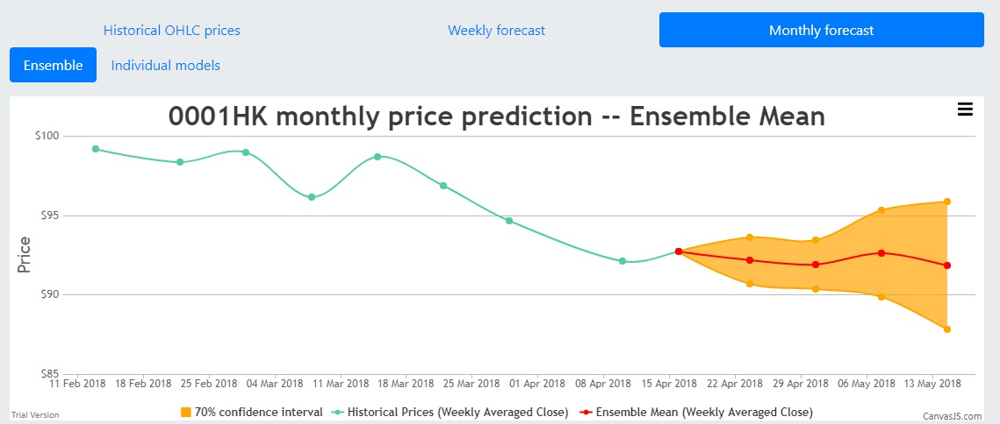 Historical OHLC prices Weekly forecast Monthly forecast
Ensemble Individual models
0001HK monthly price prediction -- Ensemble Mean
$100
$95
Price
$90
$85
11 Feb 2018 18 Feb 2018 25 Feb 2018 04 Mar 2018 11 Mar 2018 18 Mar 2018 25 Mar 2018 01 Apr 2018 08 Apr 2018 15 Apr 2018 22 Apr 2018 29 Apr 2018 06 May 2018 13 May 2018
70% confidence interval Historical Prices (Weekly Averaged Close) Ensemble Mean (Weekly Averaged Close)
Trial Version CanvasJS.com